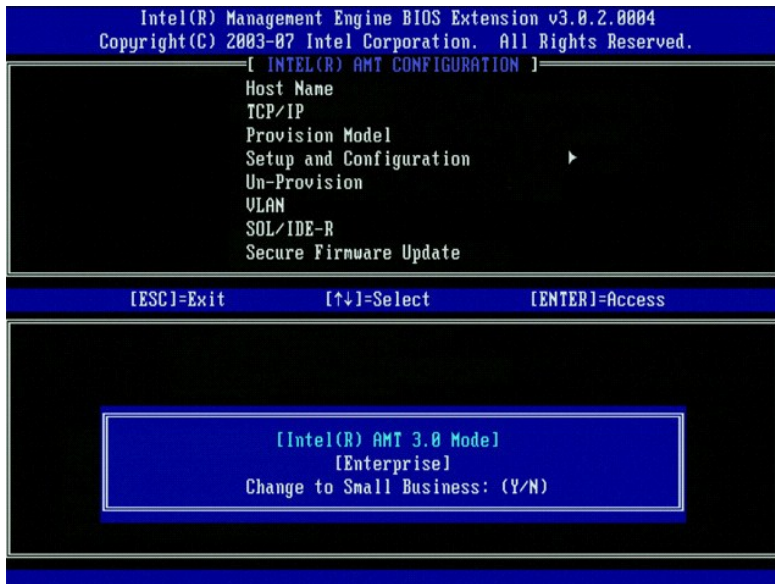 Intel(R) Management Engine BIOS Extension v3.0.2.0004
Copyright(C) 2003-07 Intel Corporation. All Rights Reserved.
[ INTEL(R) AMT CONFIGURATION ]
Host Name
TCP/IP
Provision Model
Setup and Configuration ►
Un-Provision
VLAN
SOL/IDE-R
Secure Firmware Update
[ESC]=Exit [↑↓]=Select [ENTER]=Access
[Intel(R) AMT 3.0 Mode]
[Enterprise]
Change to Small Business: (Y/N)